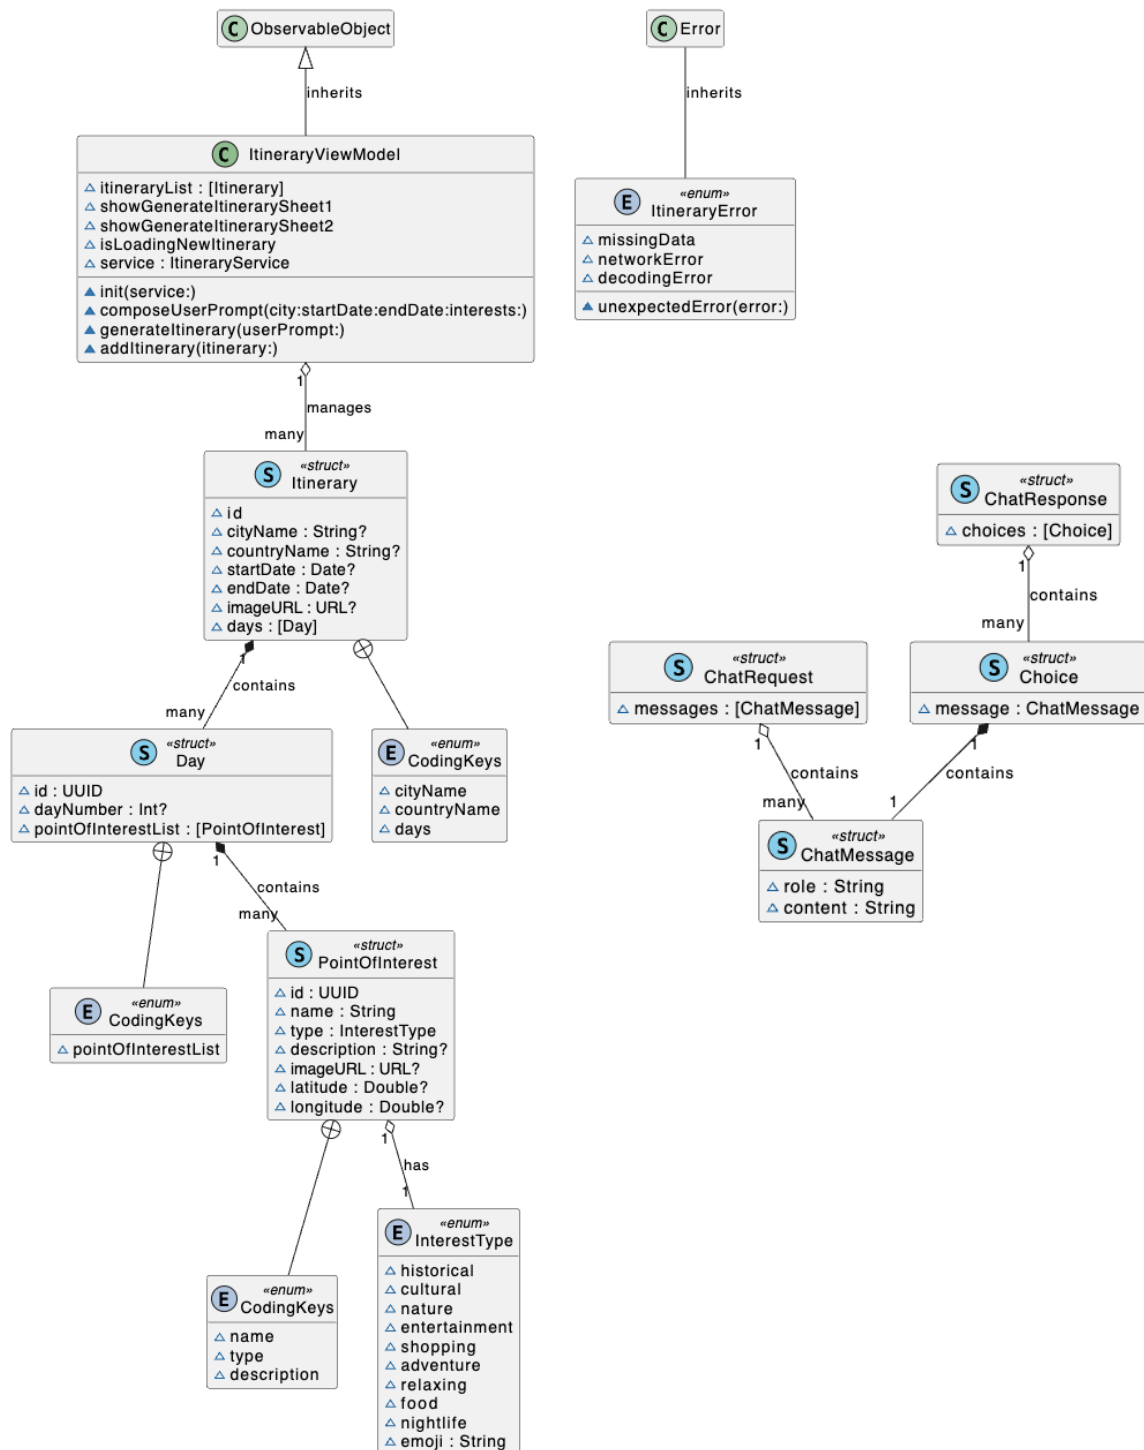 C ObservableObject
C Error
inherits
inherits
C ItineraryViewModel
itineraryList : [Itinerary]
showGenerateItinerarySheet1
showGenerateItinerarySheet2
isLoadingNewItinerary
service : ItineraryService
init(service:)
composeUserPrompt(city:startDate:endDate:interests:)
generateItinerary(userPrompt:)
addItinerary(itinerary:)
E «enum»
ItineraryError
missingData
networkError
decodingError
unexpectedError(error:)
1
manages
many
S «struct»
Itinerary
id
cityName : String?
countryName : String?
startDate : Date?
endDate : Date?
imageURL : URL?
days : [Day]
S «struct»
ChatResponse
choices : [Choice]
1
contains
many
1
contains
many
S «struct»
ChatRequest
messages : [ChatMessage]
S «struct»
Choice
message : ChatMessage
S «struct»
Day
id : UUID
dayNumber : Int?
pointOfInterestList : [PointOfInterest]
E «enum»
CodingKeys
cityName
countryName
days
1
contains
many
1
contains
1
S «struct»
ChatMessage
role : String
content : String
1
contains
many
S «struct»
PointOfInterest
id : UUID
name : String
type : InterestType
description : String?
imageURL : URL?
latitude : Double?
longitude : Double?
E «enum»
CodingKeys
pointOfInterestList
1
has
1
E «enum»
InterestType
historical
cultural
nature
entertainment
shopping
adventure
relaxing
food
nightlife
emoji : String
E «enum»
CodingKeys
name
type
description